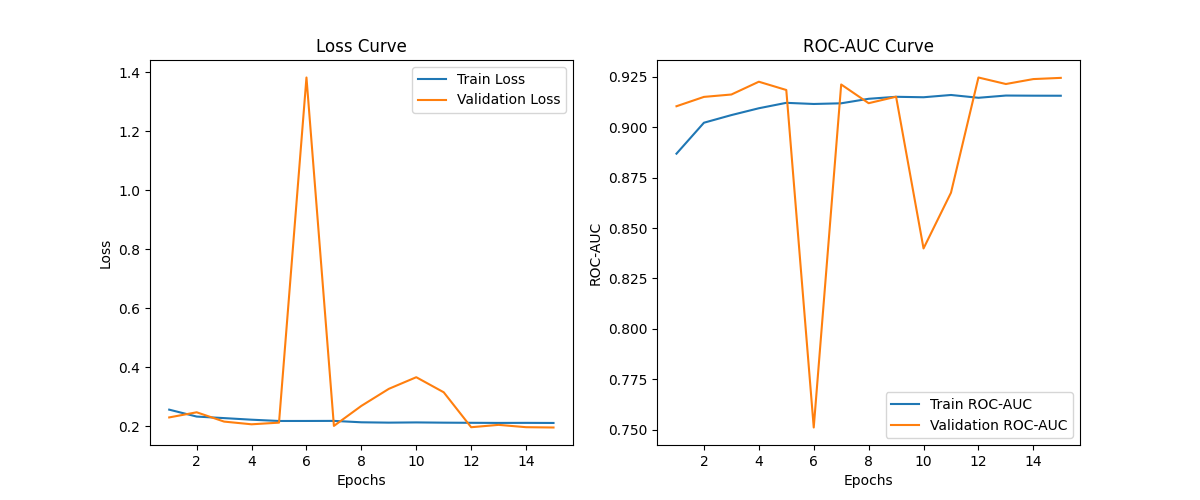 Loss Curve
1.4
1.2
1.0
0.8
0.6
0.4
0.2
Loss
2 4 6 8 10 12 14
Epochs
Train Loss
Validation Loss
ROC-AUC Curve
0.925
0.900
0.875
0.850
0.825
0.800
0.775
0.750
ROC-AUC
2 4 6 8 10 12 14
Epochs
Train ROC-AUC
Validation ROC-AUC